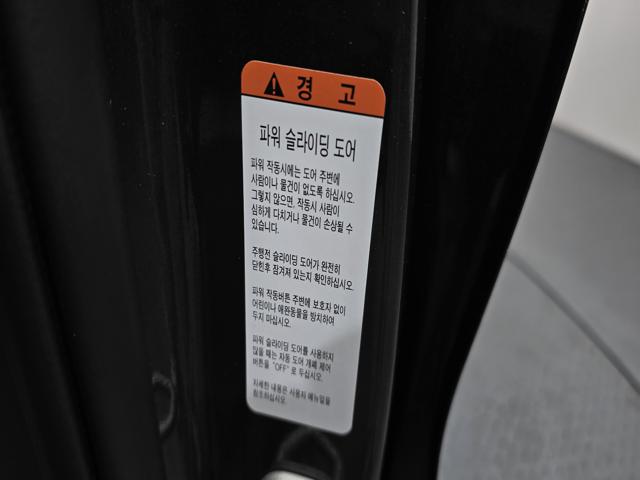 경 고
파워 슬라이딩 도어
파워 작동시에는 도어 주변에
사람이나 물건이 없도록 하십시오.
그렇지 않으면, 작동시 사람이
심하게 다치거나 물건이 손상될 수
있습니다.
주행전 슬라이딩 도어가 완전히
닫힌후 잠겨져 있는지 확인하십시오.
파워 작동버튼 주변에 보호자 없이
어린이나 애완동물을 방치하여
두지 마십시오.
파워 슬라이딩 도어를 사용하지
않을 때는 자동 도어 개폐 제어
버튼을 "OFF" 로 두십시오.
자세한 내용은 사용자 매뉴얼을
참조하십시오.